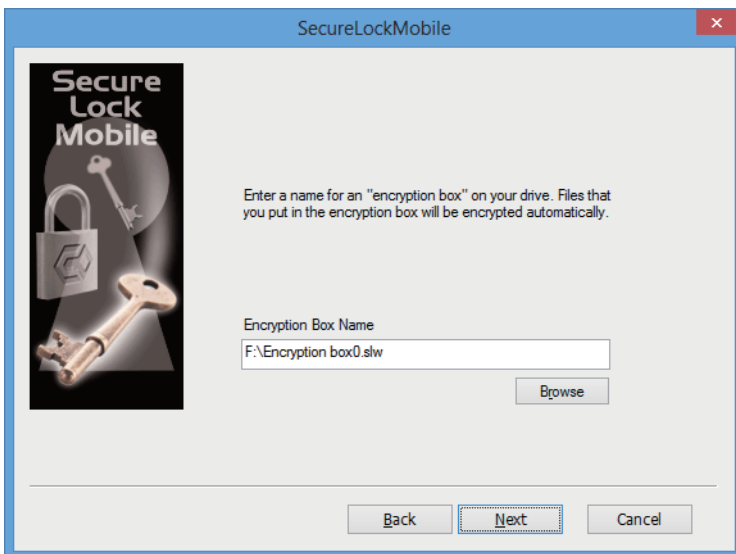 SecureLockMobile
Secure
Lock
Mobile
Enter a name for an "encryption box" on your drive. Files that
you put in the encryption box will be encrypted automatically.
Encryption Box Name
F:\Encryption box0.slw
Browse
Back
Next
Cancel